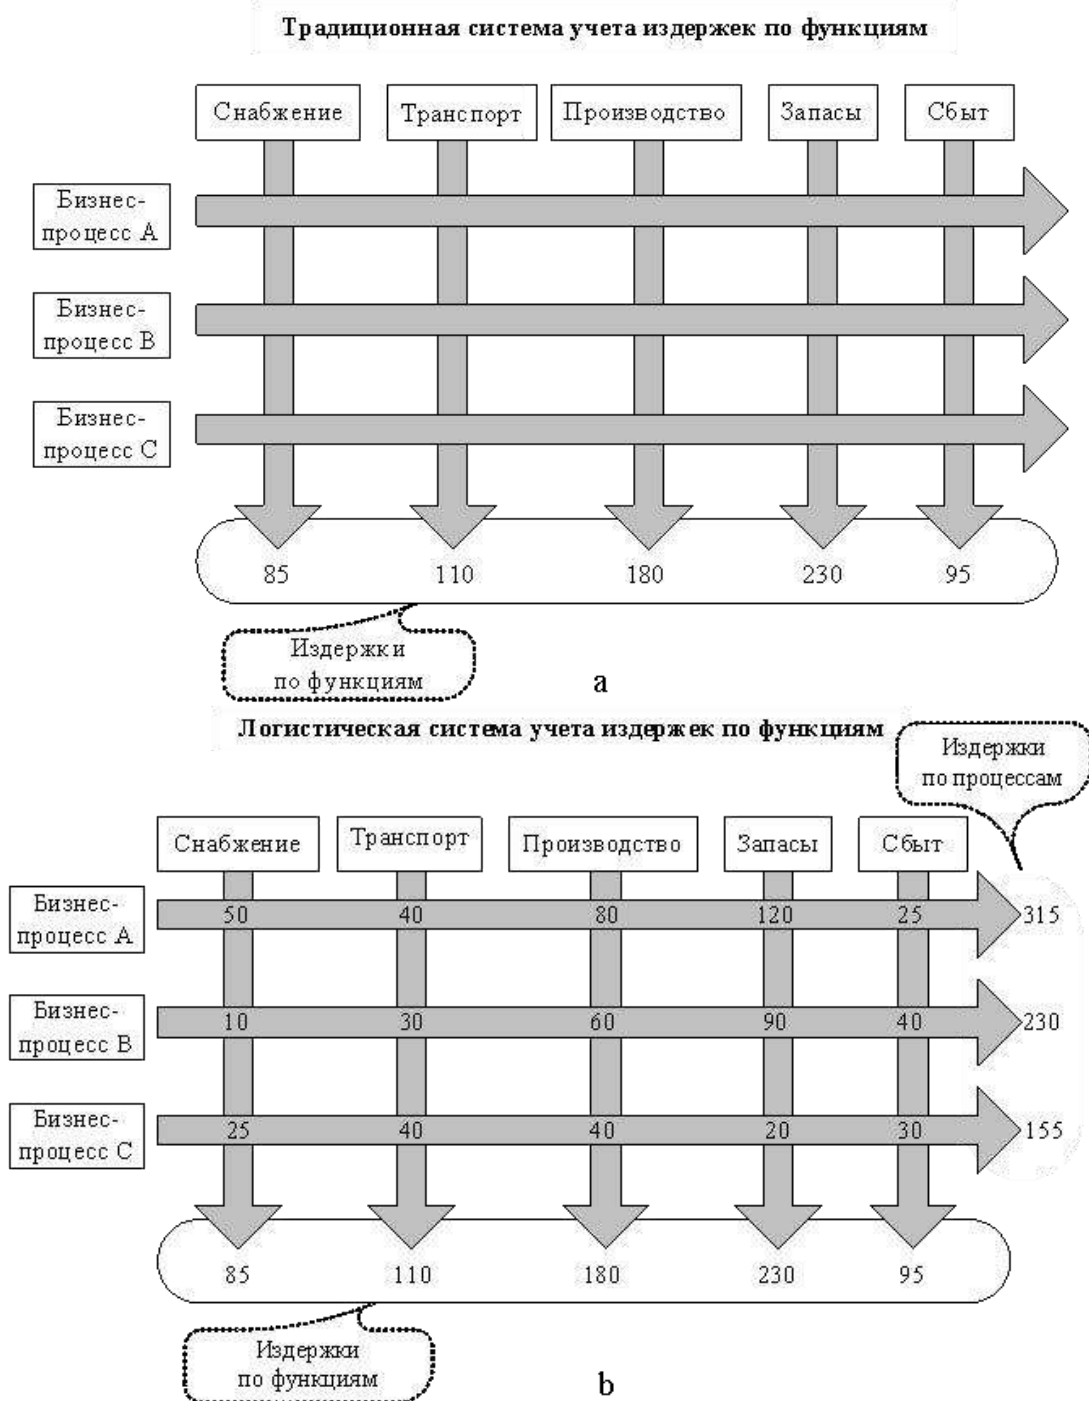 Традиционная система учета издержек по функциям
Снабжение Транспорт Производство Запасы Сбыт
Бизнес-
процесс А
Бизнес-
процесс В
Бизнес-
процесс С
85 110 180 230 95
Издержки
по функциям
a
Логистическая система учета издержек по функциям
Издержки
по процессам
Снабжение Транспорт Производство Запасы Сбыт
Бизнес-
процесс А
50 40 80 120 25 315
Бизнес-
процесс В
10 30 60 90 40 230
Бизнес-
процесс С
25 40 40 20 30 155
85 110 180 230 95
Издержки
по функциям
b